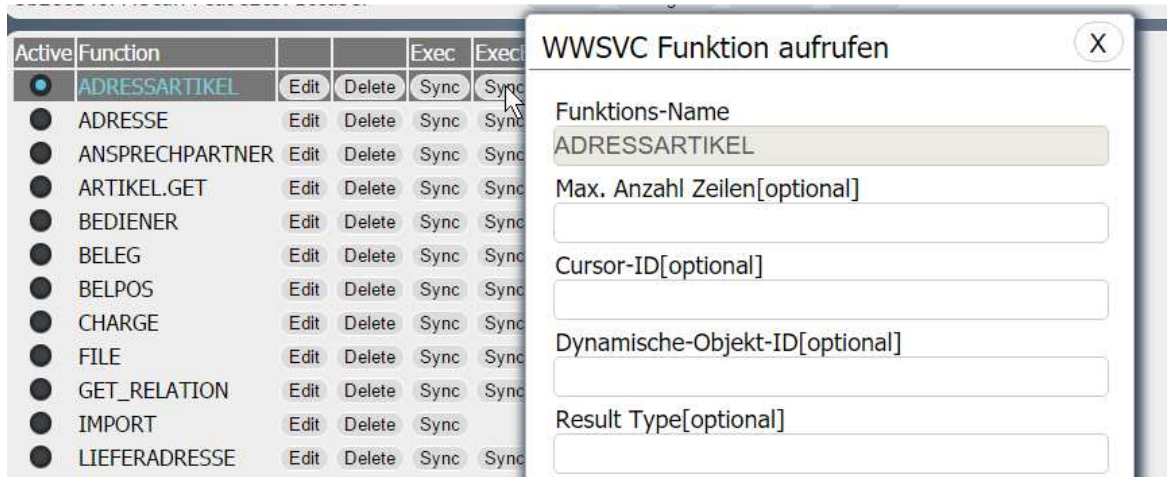 Active Function Exec
ADRESSARTIKEL Edit Delete Sync Sync
ADRESSE Edit Delete Sync Sync
ANSPRECHPARTNER Edit Delete Sync Sync
ARTIKEL.GET Edit Delete Sync Sync
BEDIENER Edit Delete Sync Sync
BELEG Edit Delete Sync Sync
BELPOS Edit Delete Sync Sync
CHARGE Edit Delete Sync Sync
FILE Edit Delete Sync Sync
GET_RELATION Edit Delete Sync Sync
IMPORT Edit Delete Sync
LIEFERADRESSE Edit Delete Sync Sync
WWSVC Funktion aufrufen X
Funktions-Name
ADRESSARTIKEL
Max. Anzahl Zeilen[optional]
Cursor-ID[optional]
Dynamische-Objekt-ID[optional]
Result Type[optional]